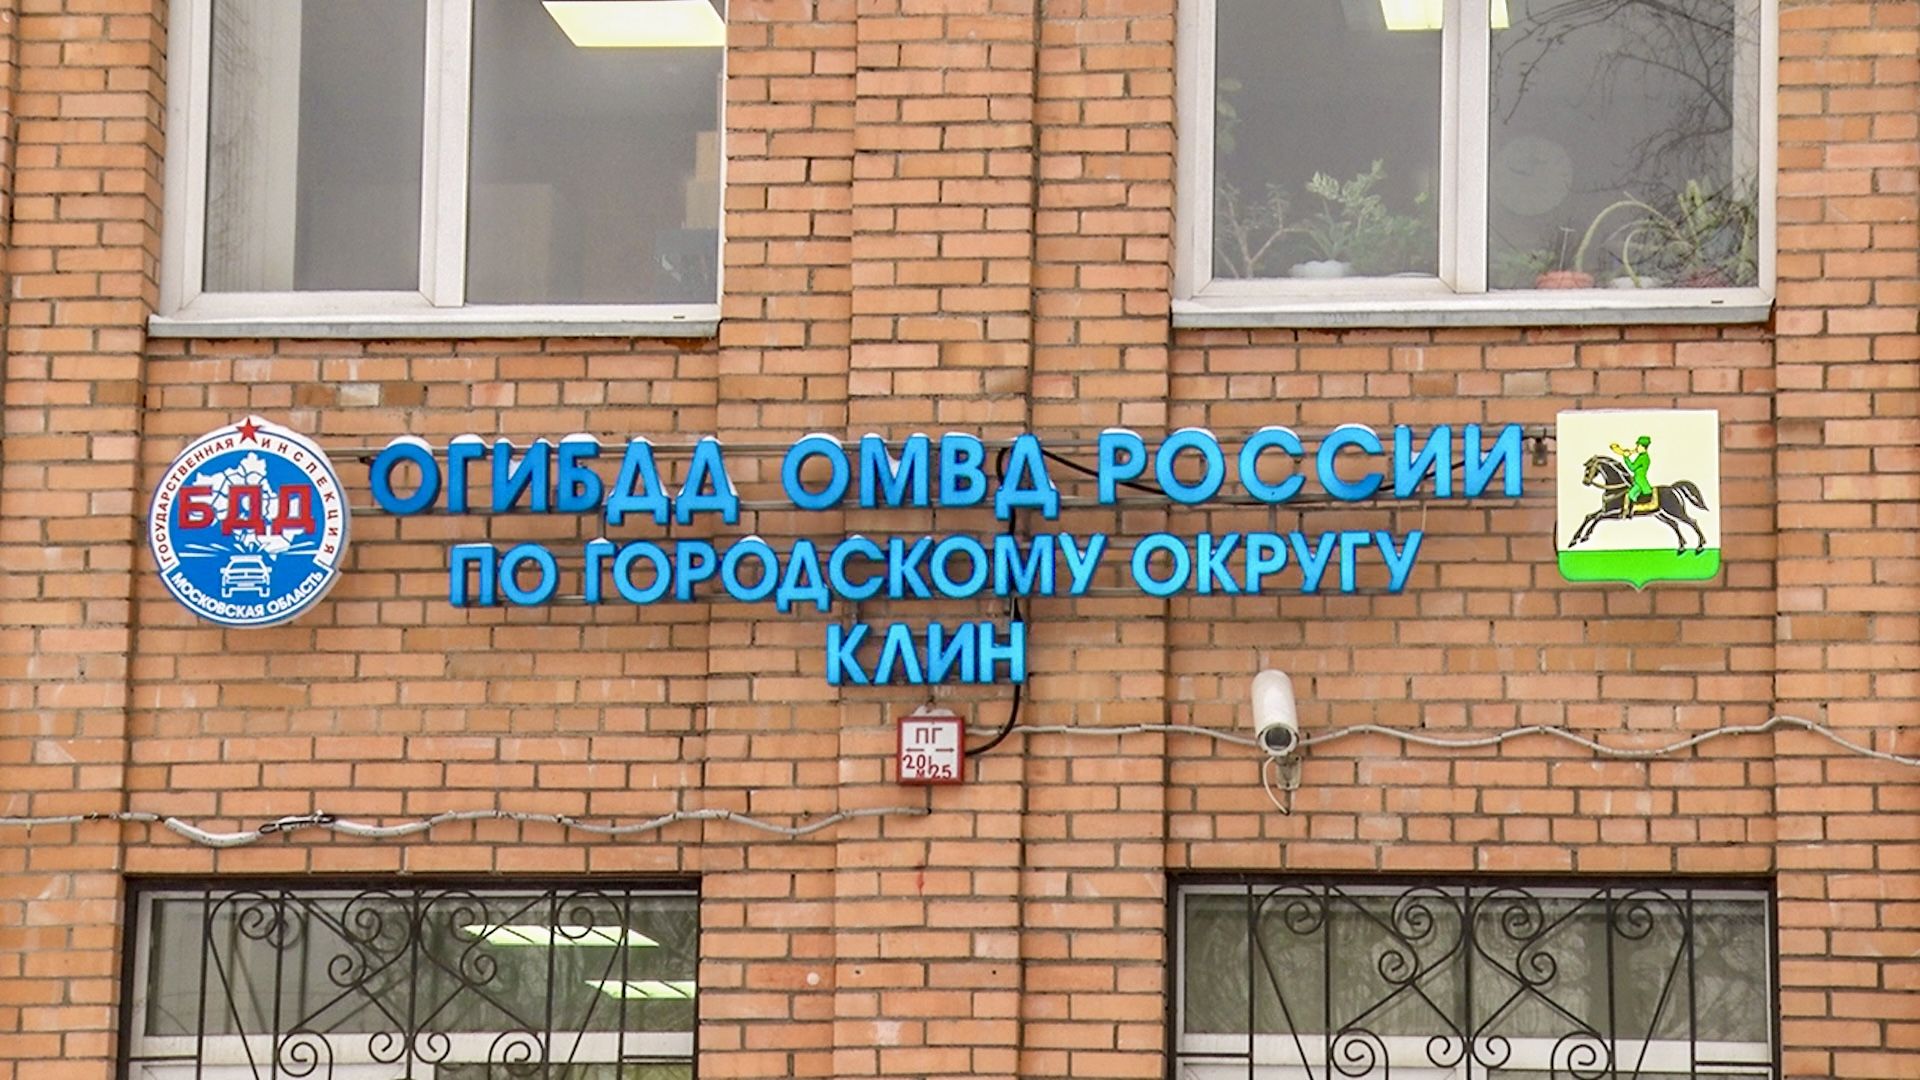 ГОСУДАРСТВЕННАЯ ИНСПЕКЦИЯ
БДД
МОСКОВСКАЯ ОБЛАСТЬ
ОГИБДД ОМВД РОССИИ
ПО ГОРОДСКОМУ ОКРУГУ
КЛИН
ПГ
20 25
М